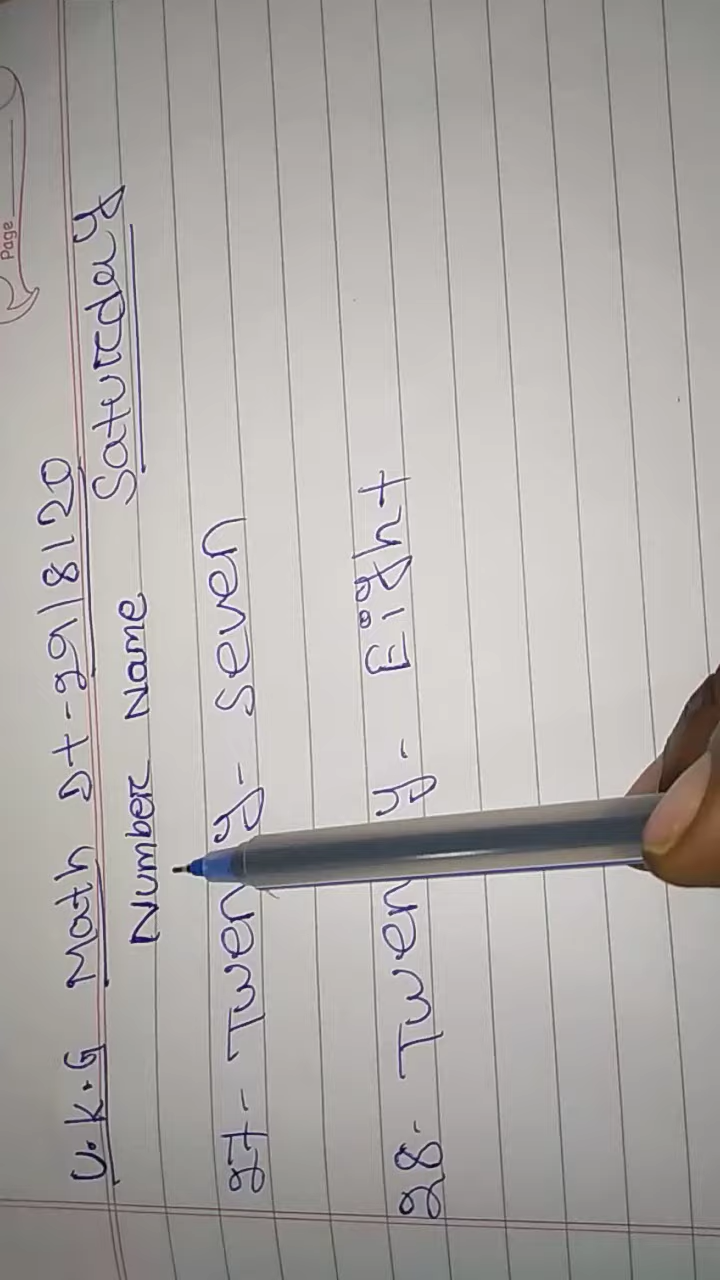 Page
U.K.G Math Dt-29/8/20
Number Name Saturday
27- Twenty- Seven
28- Twenty- Eight